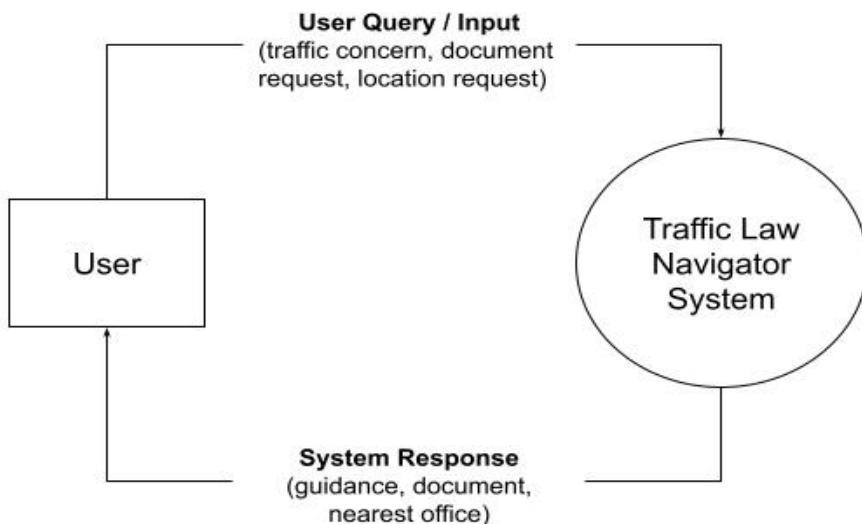 User Query / Input
(traffic concern, document
request, location request)
User
Traffic Law
Navigator
System
System Response
(guidance, document,
nearest office)